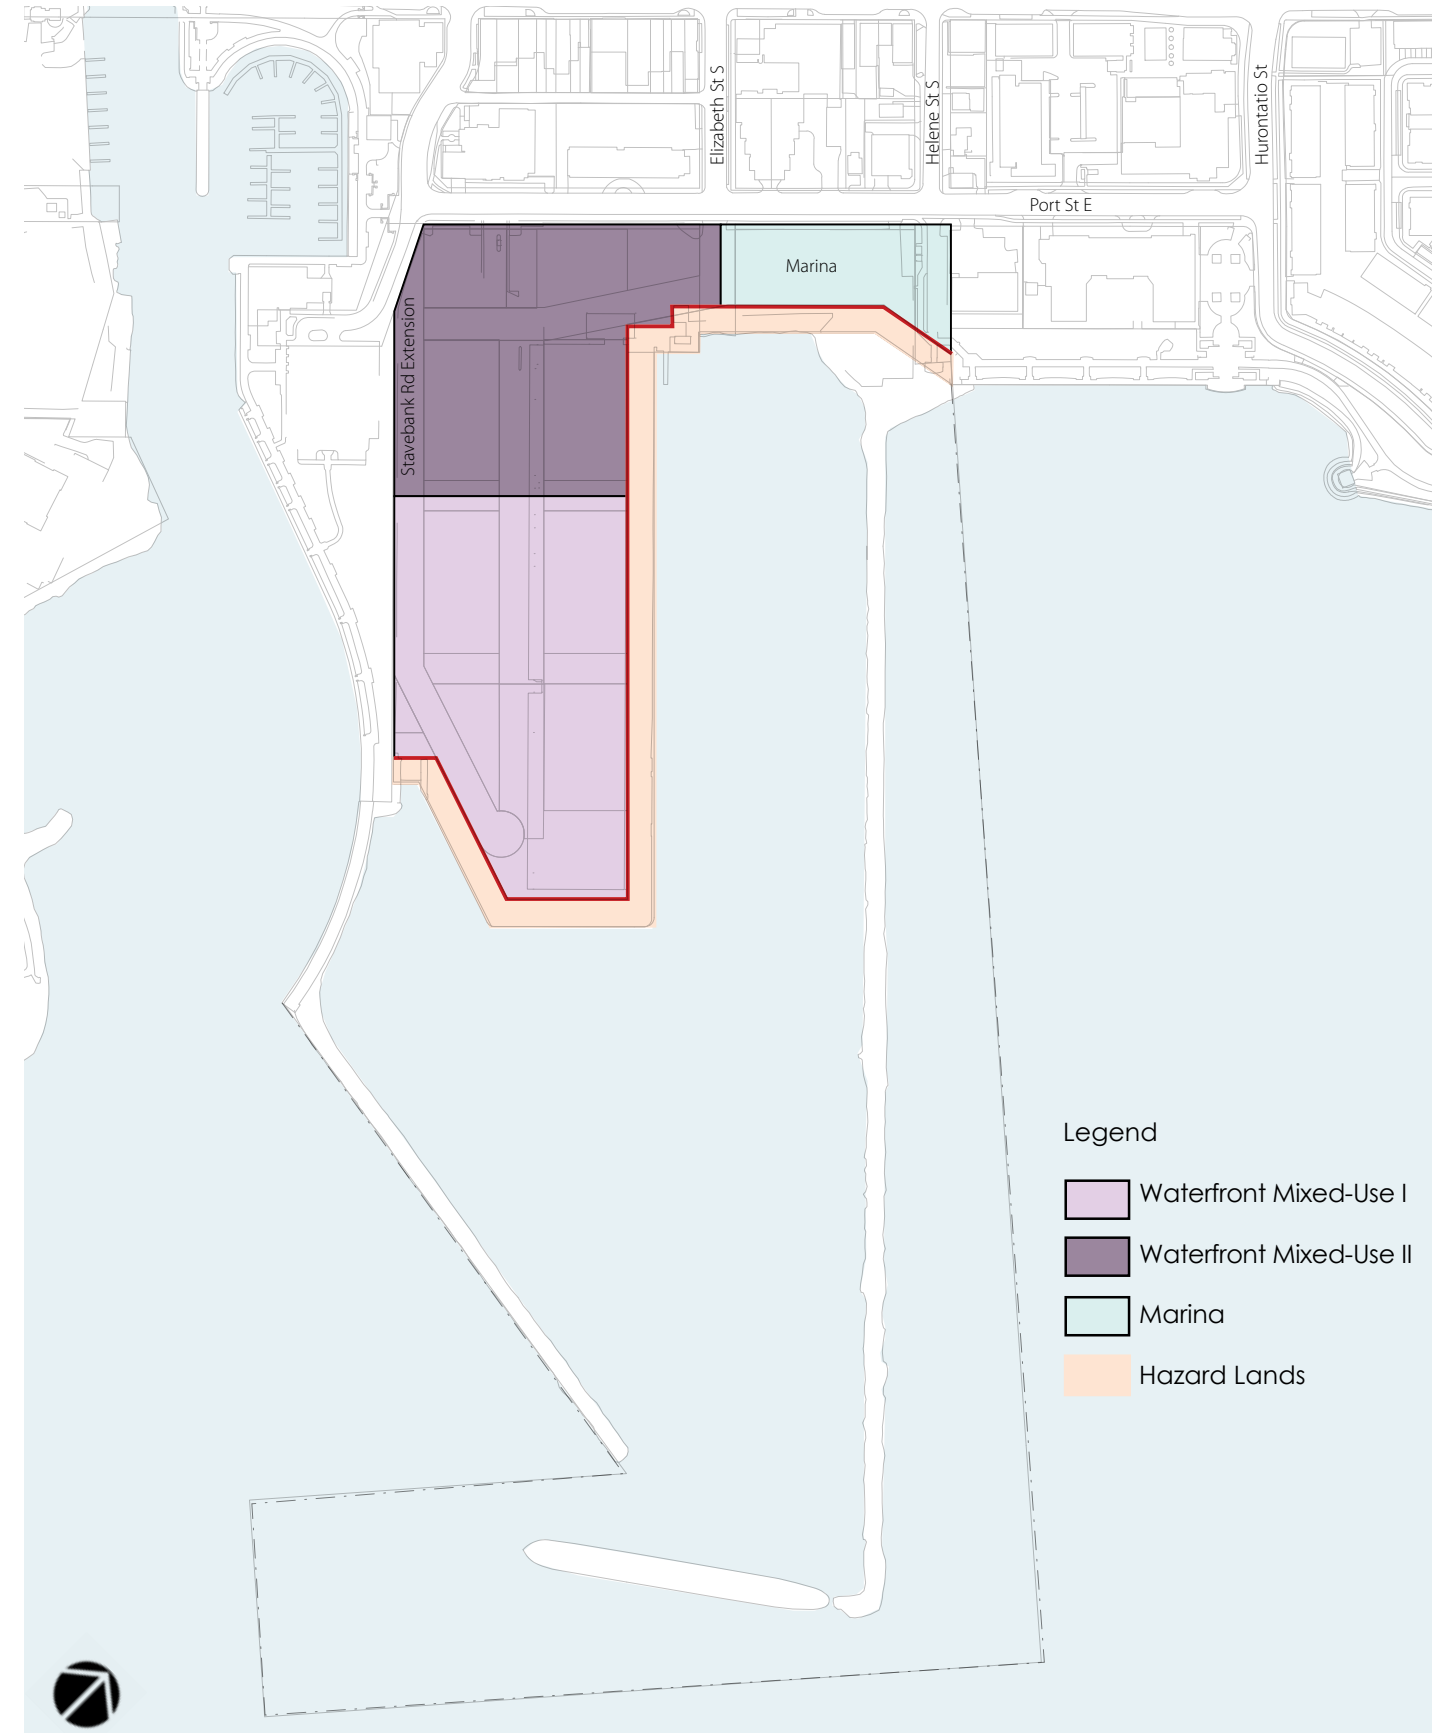 Elizabeth St S
Helene St S
Hurontatio St
Port St E
Marina
Stavebank Rd Extension
Legend
Waterfront Mixed-Use I
Waterfront Mixed-Use II
Marina
Hazard Lands